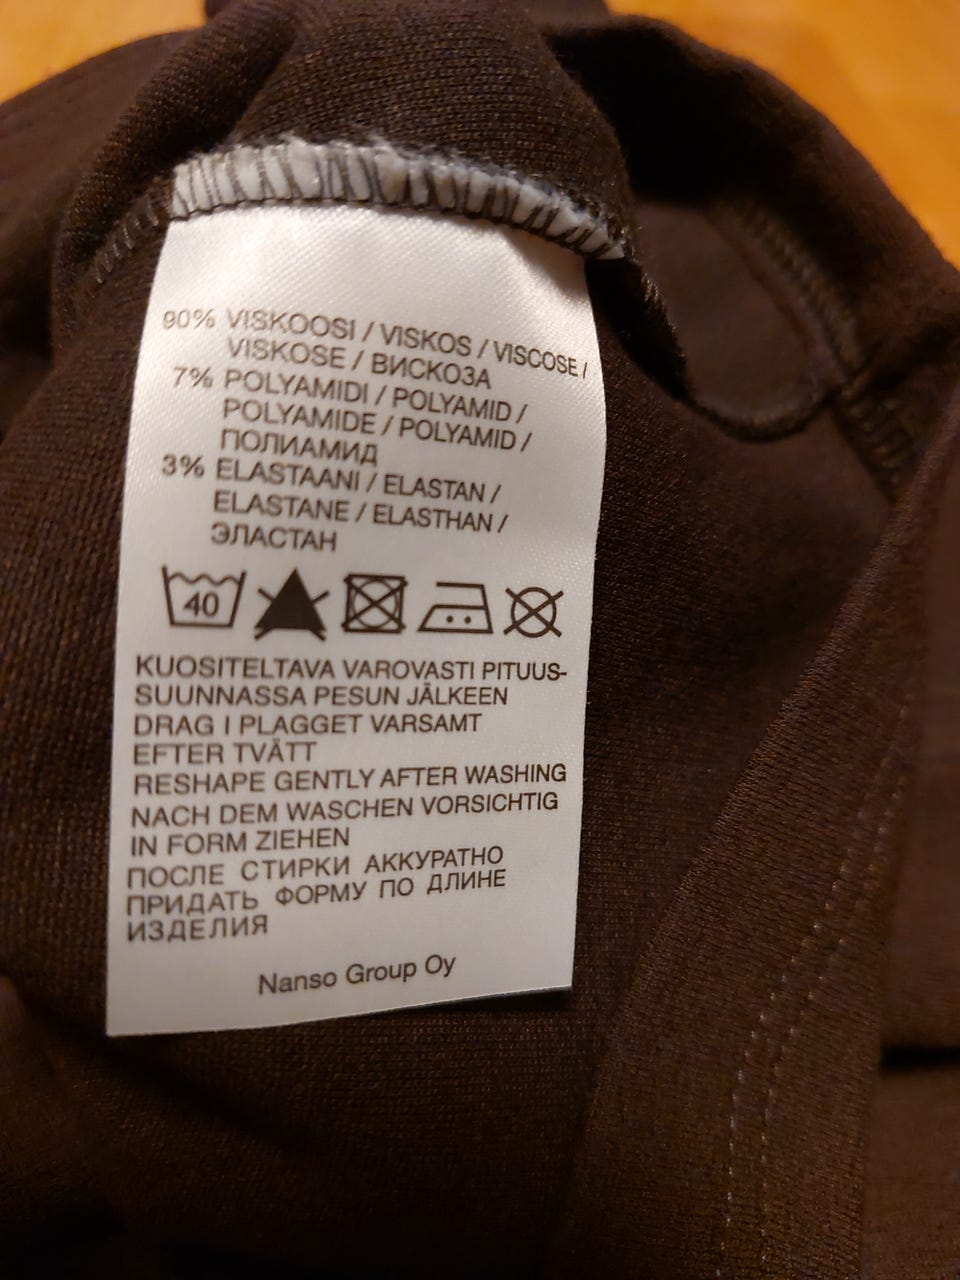 90% VISKOOSI / VISKOS / VISCOSE /
VISKOSE / ВИСКОЗА
7% POLYAMIDI / POLYAMID /
POLYAMIDE / POLYAMID /
ПОЛИАМИД
3% ELASTAANI / ELASTAN /
ELASTANE / ELASTHAN /
ЭЛАСТАН
40
KUOSITELTAVA VAROVASTI PITUUS-
SUUNNASSA PESUN JÄLKEEN
DRAG I PLAGGET VARSAMT
EFTER TVÄTT
RESHAPE GENTLY AFTER WASHING
NACH DEM WASCHEN VORSICHTIG
IN FORM ZIEHEN
ПОСЛЕ СТИРКИ АККУРАТНО
ПРИДАТЬ ФОРМУ ПО ДЛИНЕ
ИЗДЕЛИЯ
Nanso Group Oy